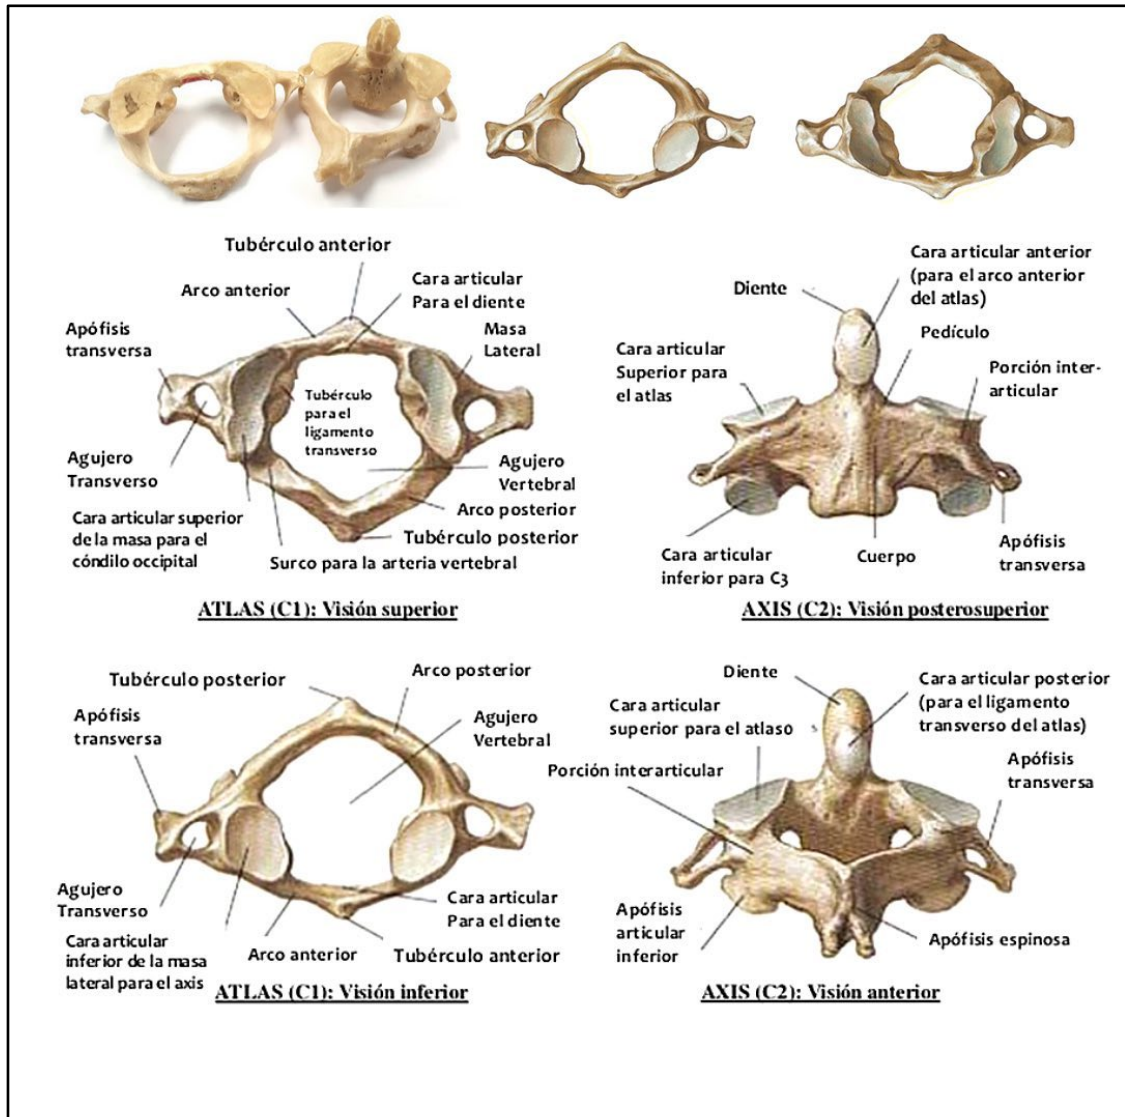 Tubérculo anterior
Arco anterior
Cara articular
Para el diente
Apófisis
transversa
Masa
Lateral
Tubérculo
para el
ligamento
transverso
Agujero
Transverso
Agujero
Vertebral
Arco posterior
Cara articular superior
de la masa para el
cóndilo occipital
Tubérculo posterior
Surco para la arteria vertebral
ATLAS (C1): Visión superior
Cara articular anterior
(para el arco anterior
del atlas)
Diente
Pedículo
Cara articular
Superior para
el atlas
Porción inter-
articular
Cara articular
inferior para C3
Cuerpo
Apófisis
transversa
AXIS (C2): Visión posterosuperior
Tubérculo posterior
Arco posterior
Apófisis
transversa
Agujero
Vertebral
Agujero
Transverso
Cara articular
Para el diente
Cara articular
inferior de la masa
lateral para el axis
Arco anterior
Tubérculo anterior
ATLAS (C1): Visión inferior
Diente
Cara articular posterior
(para el ligamento
transverso del atlas)
Cara articular
superior para el atlaso
Porción interarticular
Apófisis
transversa
Apófisis
articular
inferior
Apófisis espinosa
AXIS (C2): Visión anterior